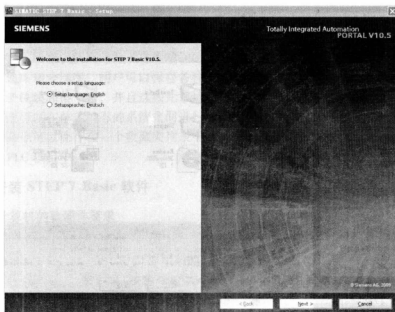 SIMATIC STEP 7 Basic - Setup
SIEMENS
Totally Integrated Automation
PORTAL V10.5
Welcome to the installation for STEP 7 Basic V10.5.
Please choose a setup language:
Setup language: English
Setupsprache: Deutsch
© Siemens AG, 2009
< Back
Next >
Cancel